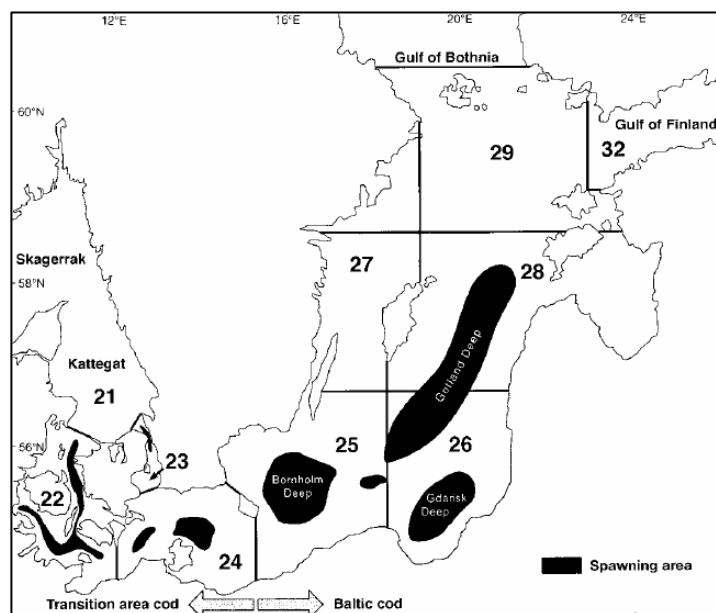 12°E
16°E
20°E
24°E
Gulf of Bothnia
60°N
Gulf of Finland
29
32
Skagerrak
27
28
58°N
Gotland Deep
Kattegat
21
56°N
25
26
23
Bornholm
Deep
22
Gdańsk
Deep
24
Spawning area
Transition area cod
Baltic cod